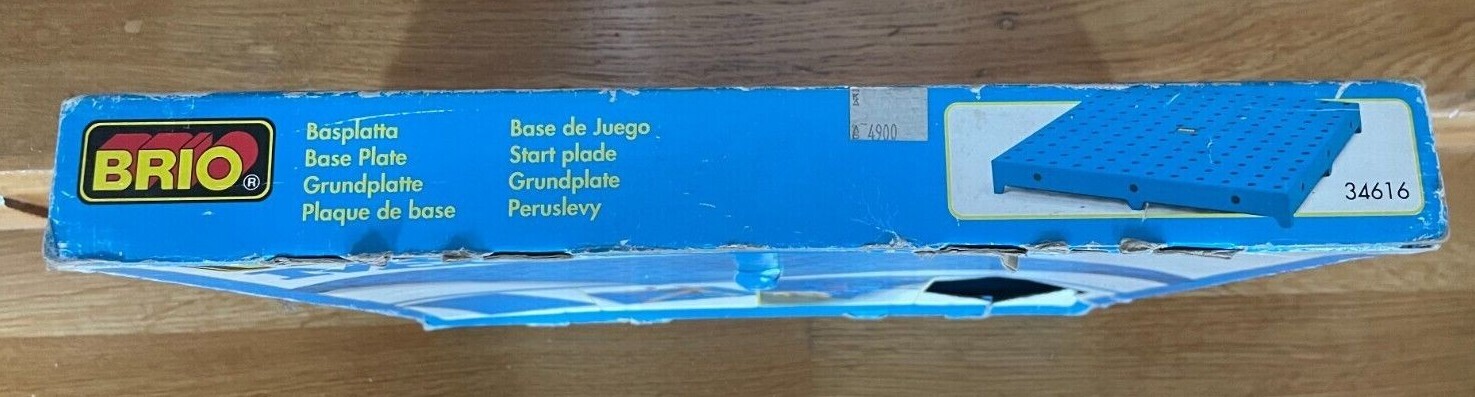 BRIO®
Basplatta
Base Plate
Grundplatte
Plaque de base
Base de Juego
Start plade
Grundplate
Peruslevy
4900
34616